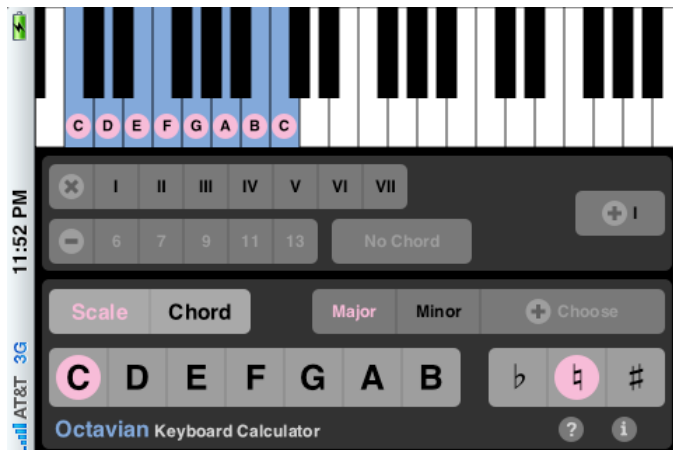 C D E F G A B C
I II III IV V VI VII
+ I
6 7 9 11 13 No Chord
Scale Chord Major Minor Choose
C D E F G A B ♭ ♮ ♯
Octavian Keyboard Calculator ? i
11:52 PM
AT&T 3G